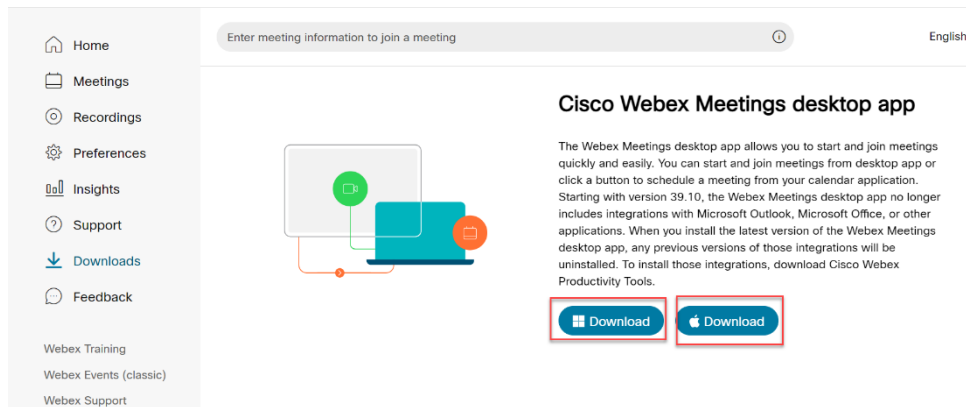 Enter meeting information to join a meeting
English
Home
Meetings
Recordings
Preferences
Insights
Support
Downloads
Feedback
Webex Training
Webex Events (classic)
Webex Support
Cisco Webex Meetings desktop app
The Webex Meetings desktop app allows you to start and join meetings
quickly and easily. You can start and join meetings from desktop app or
click a button to schedule a meeting from your calendar application.
Starting with version 39.10, the Webex Meetings desktop app no longer
includes integrations with Microsoft Outlook, Microsoft Office, or other
applications. When you install the latest version of the Webex Meetings
desktop app, any previous versions of those integrations will be
uninstalled. To install those integrations, download Cisco Webex
Productivity Tools.
Download
Download